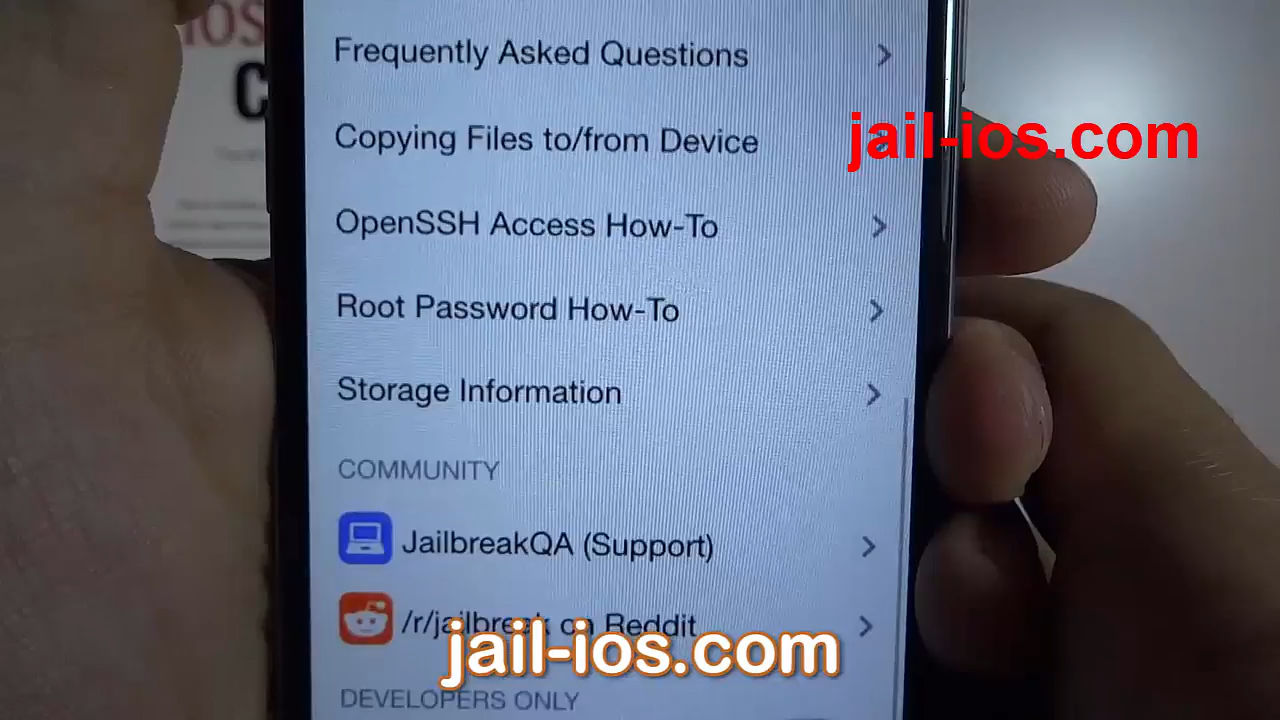 iOS
C
Frequently Asked Questions
jail-ios.com
Copying Files to/from Device
OpenSSH Access How-To
Root Password How-To
Storage Information
COMMUNITY
JailbreakQA (Support)
/r/jailbreak on Reddit
jail-ios.com
DEVELOPERS ONLY